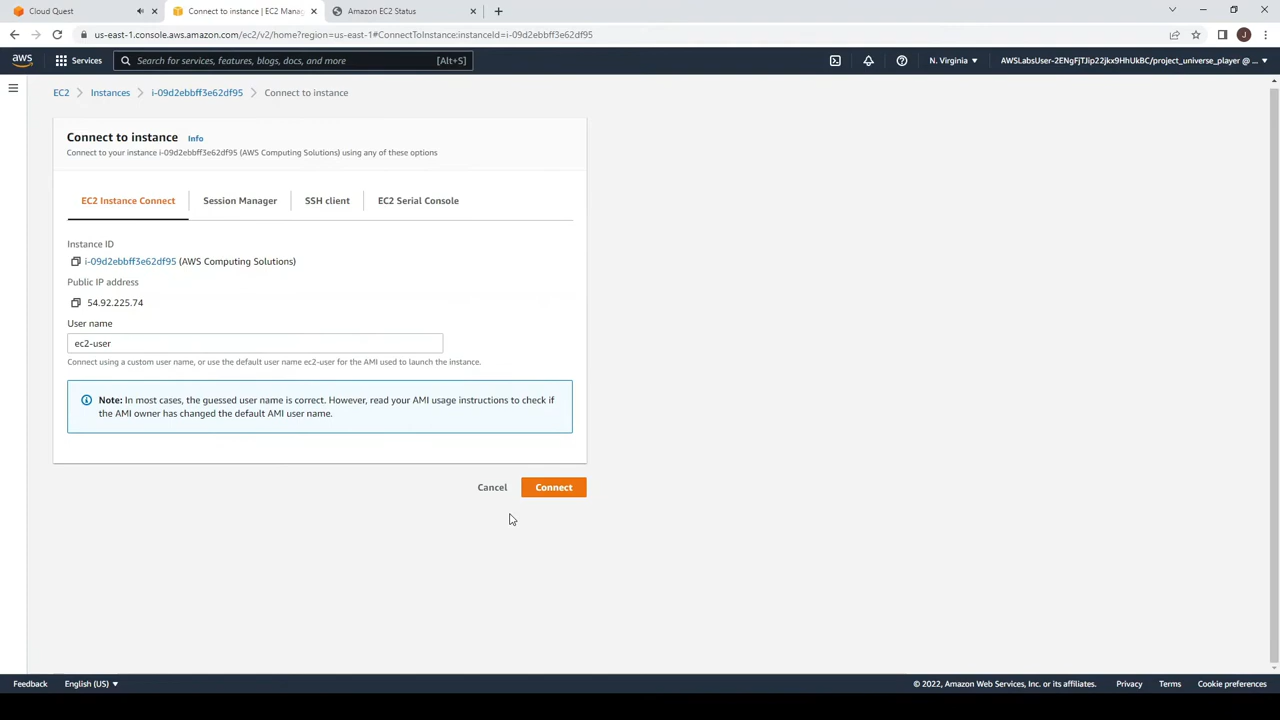 Cloud Quest
Connect to instance | EC2 Manag
Amazon EC2 Status
us-east-1.console.aws.amazon.com/ec2/v2/home?region=us-east-1#ConnectToInstance:instanceId=i-09d2ebbff3e62df95
J
aws
Services
Search for services, features, blogs, docs, and more
[Alt+S]
N. Virginia
AWSLabsUser-2ENgFjTJip22jkx9HhUkBC/project_universe_player @ ...
EC2
Instances
i-09d2ebbff3e62df95
Connect to instance
Connect to instance Info
Connect to your instance i-09d2ebbff3e62df95 (AWS Computing Solutions) using any of these options
EC2 Instance Connect
Session Manager
SSH client
EC2 Serial Console
Instance ID
i-09d2ebbff3e62df95 (AWS Computing Solutions)
Public IP address
54.92.225.74
User name
ec2-user
Connect using a custom user name, or use the default user name ec2-user for the AMI used to launch the instance.
Note: In most cases, the guessed user name is correct. However, read your AMI usage instructions to check if
the AMI owner has changed the default AMI user name.
Cancel
Connect
Feedback
English (US)
© 2022, Amazon Web Services, Inc. or its affiliates.
Privacy
Terms
Cookie preferences